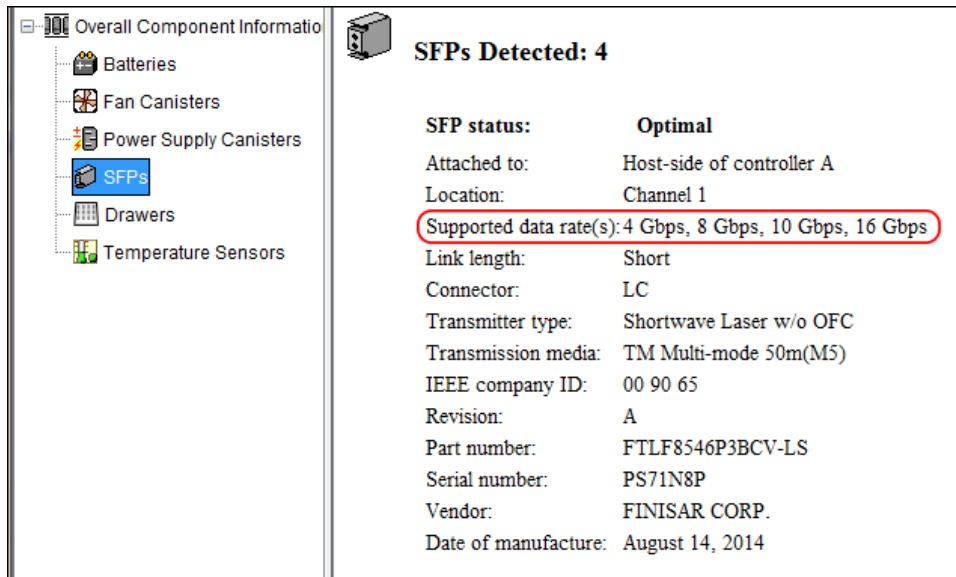 Overall Component Informatio
Batteries
Fan Canisters
Power Supply Canisters
SFPs
Drawers
Temperature Sensors
SFPs Detected: 4
SFP status: Optimal
Attached to: Host-side of controller A
Location: Channel 1
Supported data rate(s): 4 Gbps, 8 Gbps, 10 Gbps, 16 Gbps
Link length: Short
Connector: LC
Transmitter type: Shortwave Laser w/o OFC
Transmission media: TM Multi-mode 50m(M5)
IEEE company ID: 00 90 65
Revision: A
Part number: FTLF8546P3BCV-LS
Serial number: PS71N8P
Vendor: FINISAR CORP.
Date of manufacture: August 14, 2014